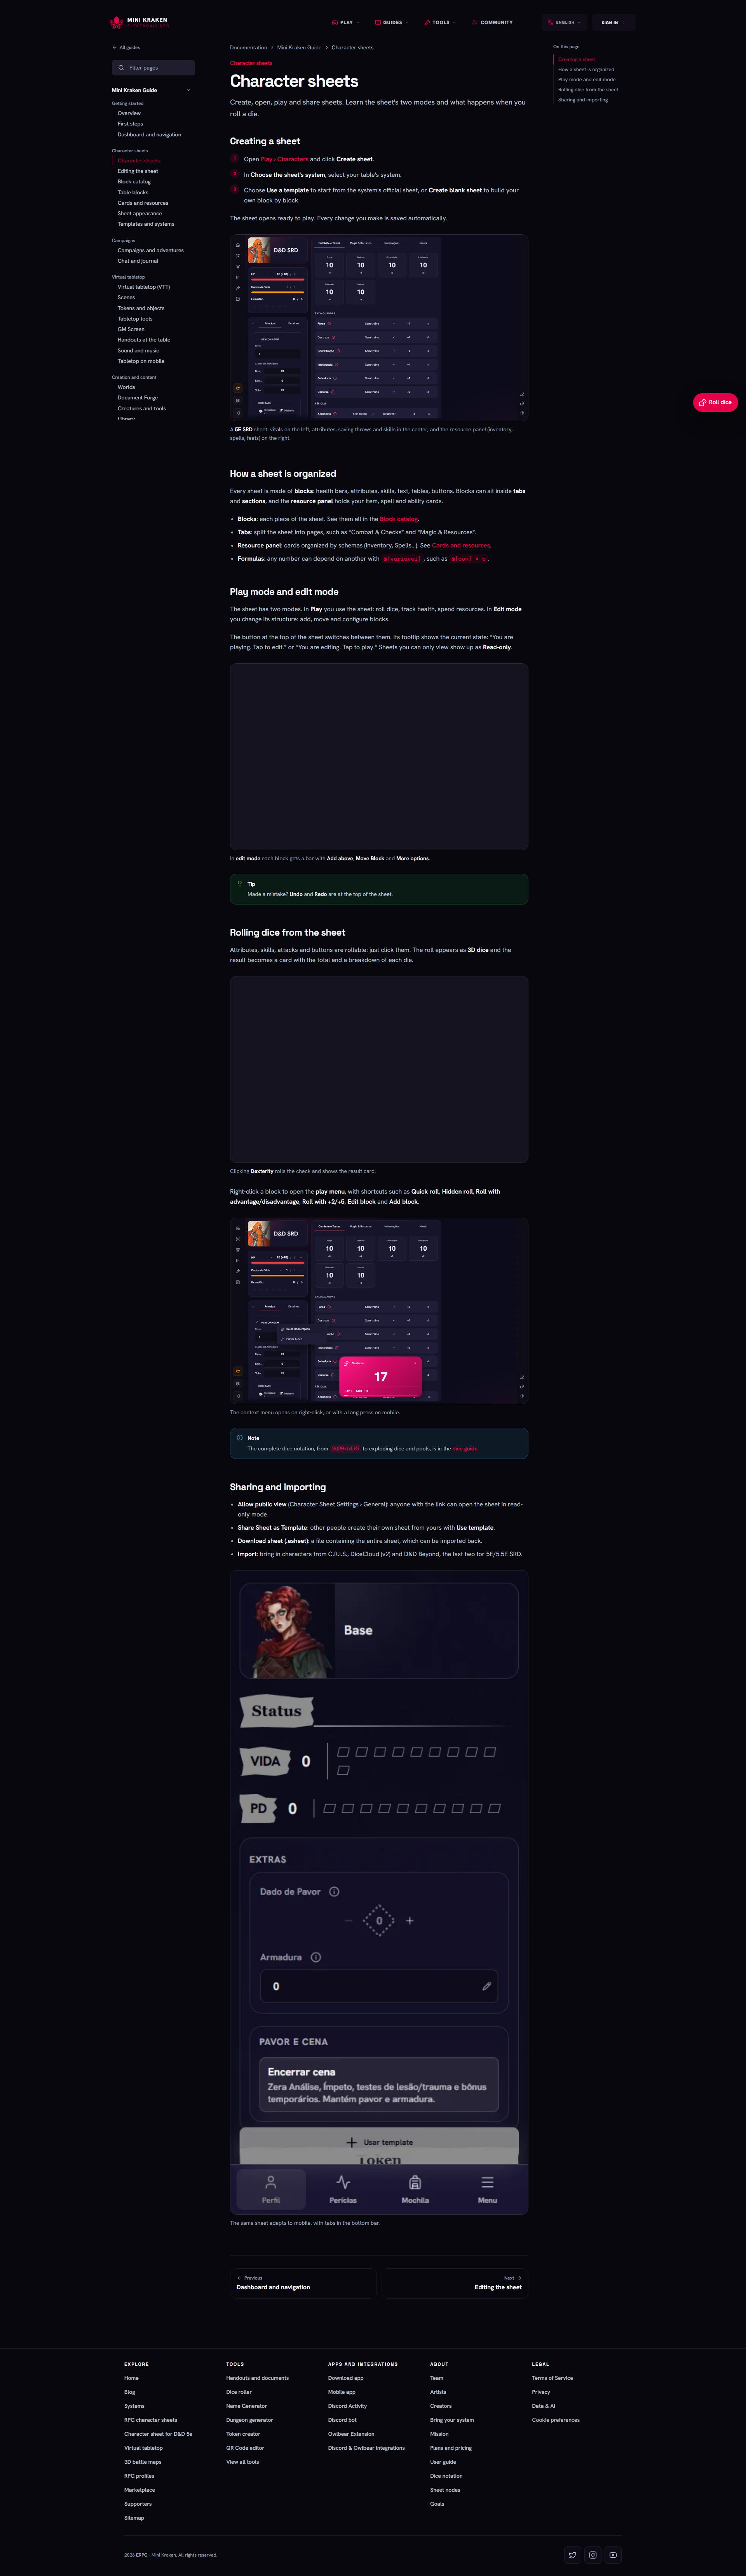 MINI KRAKEN
ELECTRONIC RPG
PLAY
GUIDES
TOOLS
COMMUNITY
ENGLISH
SIGN IN
All guides
Filter pages
Mini Kraken Guide
Getting started
Overview
First steps
Dashboard and navigation
Character sheets
Character sheets
Editing the sheet
Block catalog
Table blocks
Cards and resources
Sheet appearance
Templates and systems
Campaigns
Campaigns and adventures
Chat and journal
Virtual tabletop
Virtual tabletop (VTT)
Scenes
Tokens and objects
Tabletop tools
GM Screen
Handouts at the table
Sound and music
Tabletop on mobile
Creation and content
Worlds
Document Forge
Creatures and tools
Library
Documentation > Mini Kraken Guide > Character sheets
Character sheets
Character sheets
Create, open, play and share sheets. Learn the sheet's two modes and what happens when you
roll a die.
On this page
Creating a sheet
How a sheet is organized
Play mode and edit mode
Rolling dice from the sheet
Sharing and importing
Roll dice
Creating a sheet
1 Open Play › Characters and click Create sheet.
2 In Choose the sheet's system, select your table's system.
3 Choose Use a template to start from the system's official sheet, or Create blank sheet to build your
own block by block.
The sheet opens ready to play. Every change you make is saved automatically.
D&D SRD
10 10 10 10
10 10
A 5E SRD sheet: vitals on the left, attributes, saving throws and skills in the center, and the resource panel (inventory,
spells, feats) on the right.
How a sheet is organized
Every sheet is made of blocks: health bars, attributes, skills, text, tables, buttons. Blocks can sit inside tabs
and sections, and the resource panel holds your item, spell and ability cards.
• Blocks: each piece of the sheet. See them all in the Block catalog.
• Tabs: split the sheet into pages, such as "Combat & Checks" and "Magic & Resources".
• Resource panel: cards organized by schemas (Inventory, Spells…). See Cards and resources.
• Formulas: any number can depend on another with @{variavel}, such as @{con} * 5.
Play mode and edit mode
The sheet has two modes. In Play you use the sheet: roll dice, track health, spend resources. In Edit mode
you change its structure: add, move and configure blocks.
The button at the top of the sheet switches between them. Its tooltip shows the current state: "You are
playing. Tap to edit." or "You are editing. Tap to play." Sheets you can only view show up as Read-only.
In edit mode each block gets a bar with Add above, Move Block and More options.
Tip
Made a mistake? Undo and Redo are at the top of the sheet.
Rolling dice from the sheet
Attributes, skills, attacks and buttons are rollable: just click them. The roll appears as 3D dice and the
result becomes a card with the total and a breakdown of each die.
Clicking Dexterity rolls the check and shows the result card.
Right-click a block to open the play menu, with shortcuts such as Quick roll, Hidden roll, Roll with
advantage/disadvantage, Roll with +2/+5, Edit block and Add block.
D&D SRD
10 10 10 10
10 10
17
The context menu opens on right-click, or with a long press on mobile.
Note
The complete dice notation, from to exploding dice and pools, is in the dice guide.
Sharing and importing
• Allow public view (Character Sheet Settings › General): anyone with the link can open the sheet in read-
only mode.
• Share Sheet as Template: other people create their own sheet from yours with Use template.
• Download sheet (.esheet): a file containing the entire sheet, which can be imported back.
• Import: bring in characters from C.R.I.S., DiceCloud (v2) and D&D Beyond, the last two for 5E/5.5E SRD.
Base
Status
VIDA 0
PD 0
EXTRAS
Dado de Pavor
0
Armadura
0
PAVOR E CENA
Encerrar cena
Zera Análise, Ímpeto, testes de lesão/trauma e bônus
temporários. Mantém pavor e armadura.
Usar template
Token
Perfil
Perícias
Mochila
Menu
The same sheet adapts to mobile, with tabs in the bottom bar.
Previous
Dashboard and navigation
Next
Editing the sheet
EXPLORE
Home
Blog
Systems
RPG character sheets
Character sheet for D&D 5e
Virtual tabletop
3D battle maps
RPG profiles
Marketplace
Supporters
Sitemap
TOOLS
Handouts and documents
Dice roller
Name Generator
Dungeon generator
Token creator
QR Code editor
View all tools
APPS AND INTEGRATIONS
Download app
Mobile app
Discord Activity
Discord bot
Owlbear Extension
Discord & Owlbear integrations
ABOUT
Team
Artists
Creators
Bring your system
Mission
Plans and pricing
User guide
Dice notation
Sheet nodes
Goals
LEGAL
Terms of Service
Privacy
Data & AI
Cookie preferences
2026 ERPG - Mini Kraken. All rights reserved.